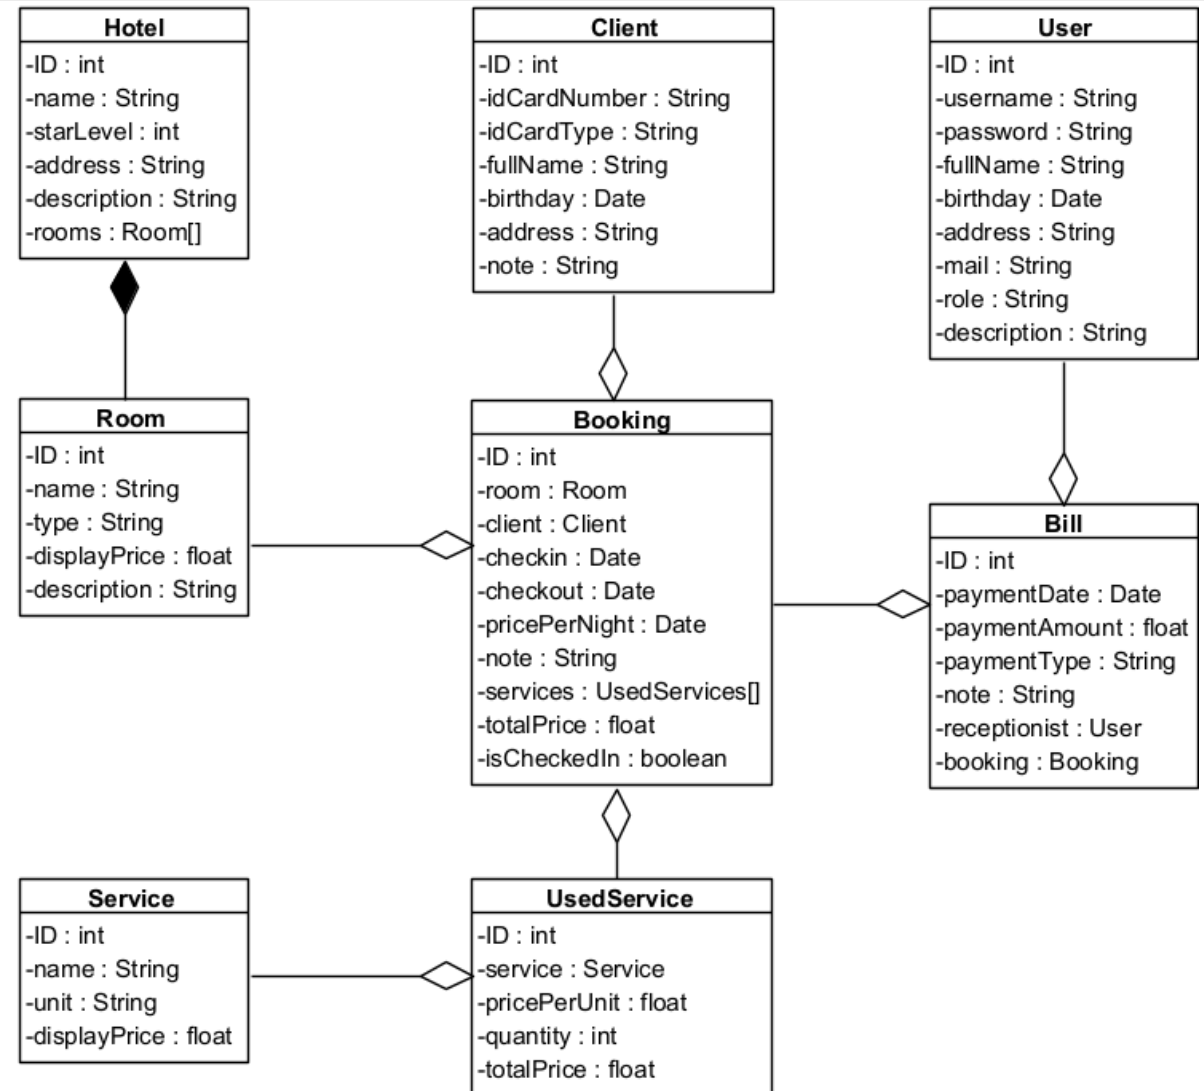 Hotel
-ID : int
-name : String
-starLevel : int
-address : String
-description : String
-rooms : Room[]
Client
-ID : int
-idCardNumber : String
-idCardType : String
-fullName : String
-birthday : Date
-address : String
-note : String
User
-ID : int
-username : String
-password : String
-fullName : String
-birthday : Date
-address : String
-mail : String
-role : String
-description : String
Room
-ID : int
-name : String
-type : String
-displayPrice : float
-description : String
Booking
-ID : int
-room : Room
-client : Client
-checkin : Date
-checkout : Date
-pricePerNight : Date
-note : String
-services : UsedServices[]
-totalPrice : float
-isCheckedIn : boolean
Bill
-ID : int
-paymentDate : Date
-paymentAmount : float
-paymentType : String
-note : String
-receptionist : User
-booking : Booking
Service
-ID : int
-name : String
-unit : String
-displayPrice : float
UsedService
-ID : int
-service : Service
-pricePerUnit : float
-quantity : int
-totalPrice : float